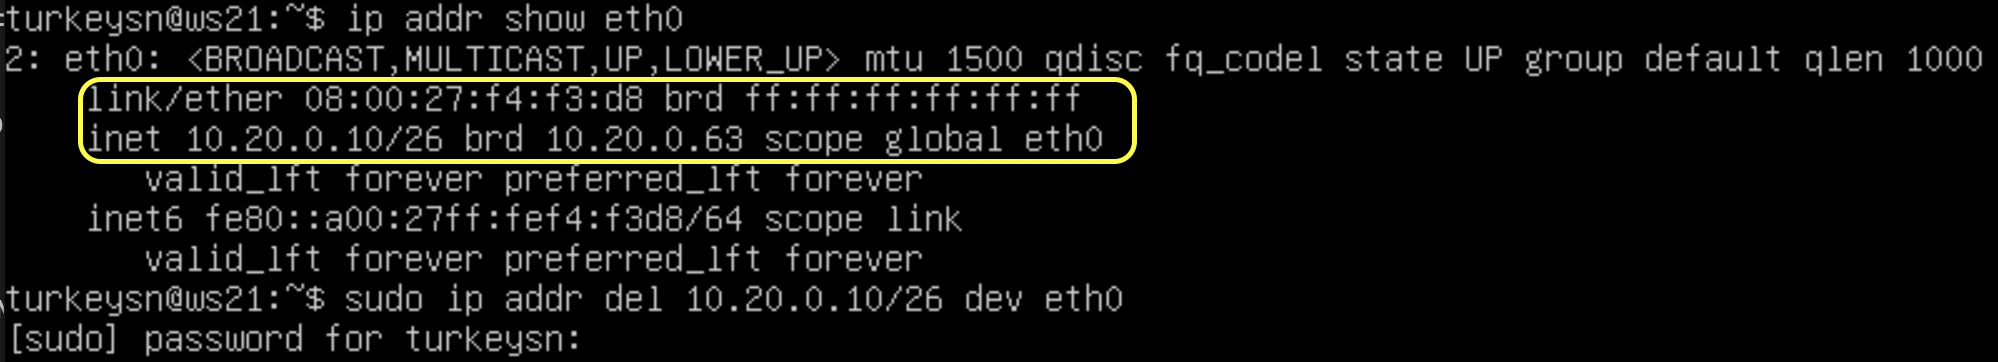 turkeysn@ws21:~$ ip addr show eth0
2: eth0: <BROADCAST,MULTICAST,UP,LOWER_UP> mtu 1500 qdisc fq_codel state UP group default qlen 1000
    link/ether 08:00:27:f4:f3:d8 brd ff:ff:ff:ff:ff:ff
    inet 10.20.0.10/26 brd 10.20.0.63 scope global eth0
       valid_lft forever preferred_lft forever
    inet6 fe80::a00:27ff:fef4:f3d8/64 scope link
       valid_lft forever preferred_lft forever
turkeysn@ws21:~$ sudo ip addr del 10.20.0.10/26 dev eth0
[sudo] password for turkeysn: